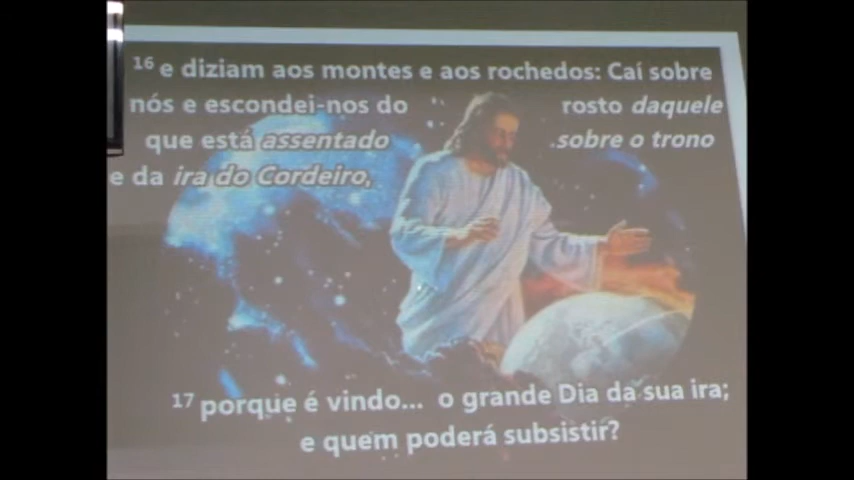 16 e diziam aos montes e aos rochedos: Caí sobre
nós e escondei-nos do rosto daquele
que está assentado sobre o trono
e da ira do Cordeiro,
17 porque é vindo... o grande Dia da sua ira;
e quem poderá subsistir?